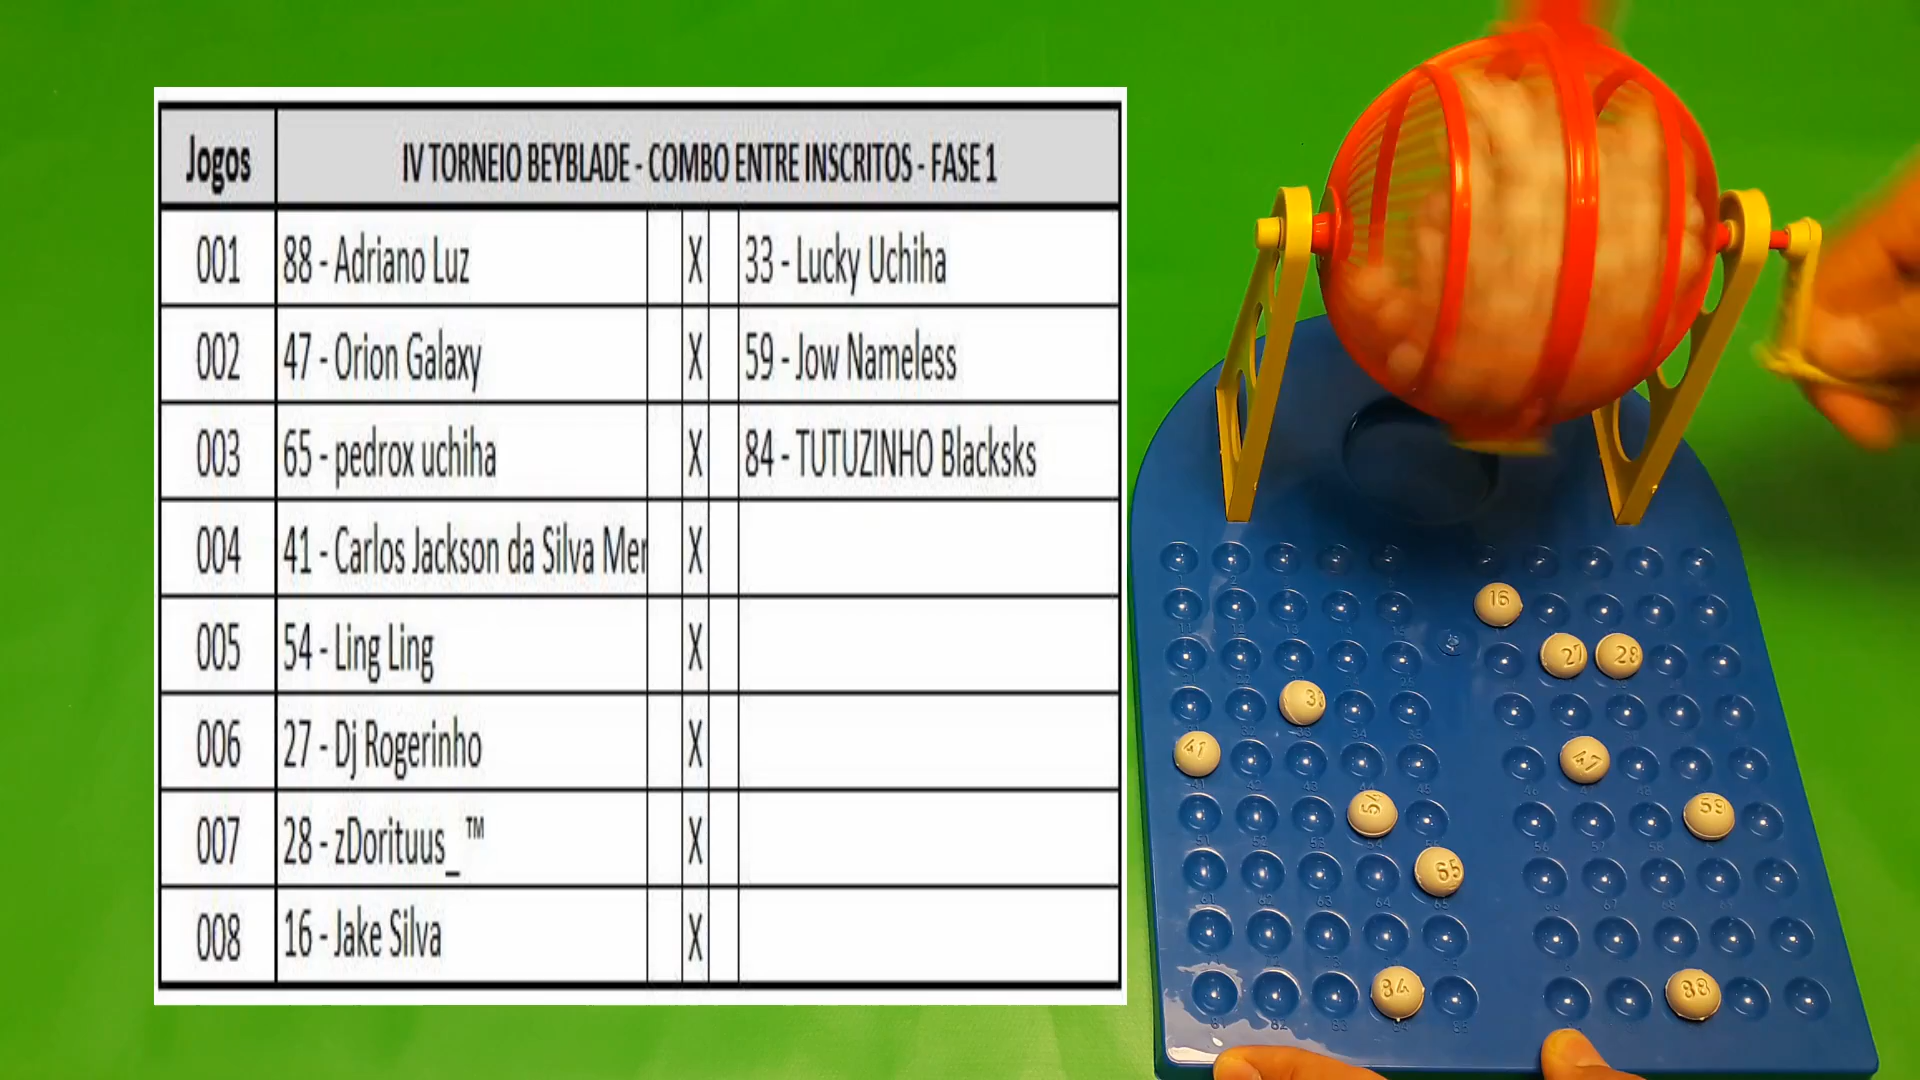 Jogos IV TORNEIO BEYBLADE - COMBO ENTRE INSCRITOS - FASE 1
001 88 - Adriano Luz X 33 - Lucky Uchiha
002 47 - Orion Galaxy X 59 - Jow Nameless
003 65 - pedrox uchiha X 84 - TUTUZINHO Blacksks
004 41 - Carlos Jackson da Silva Mer X
005 54 - Ling Ling X
006 27 - Dj Rogerinho X
007 28 - zDorituus_ ™ X
008 16 - Jake Silva X
16
27 28
33
41 47
54 59
65
84 88